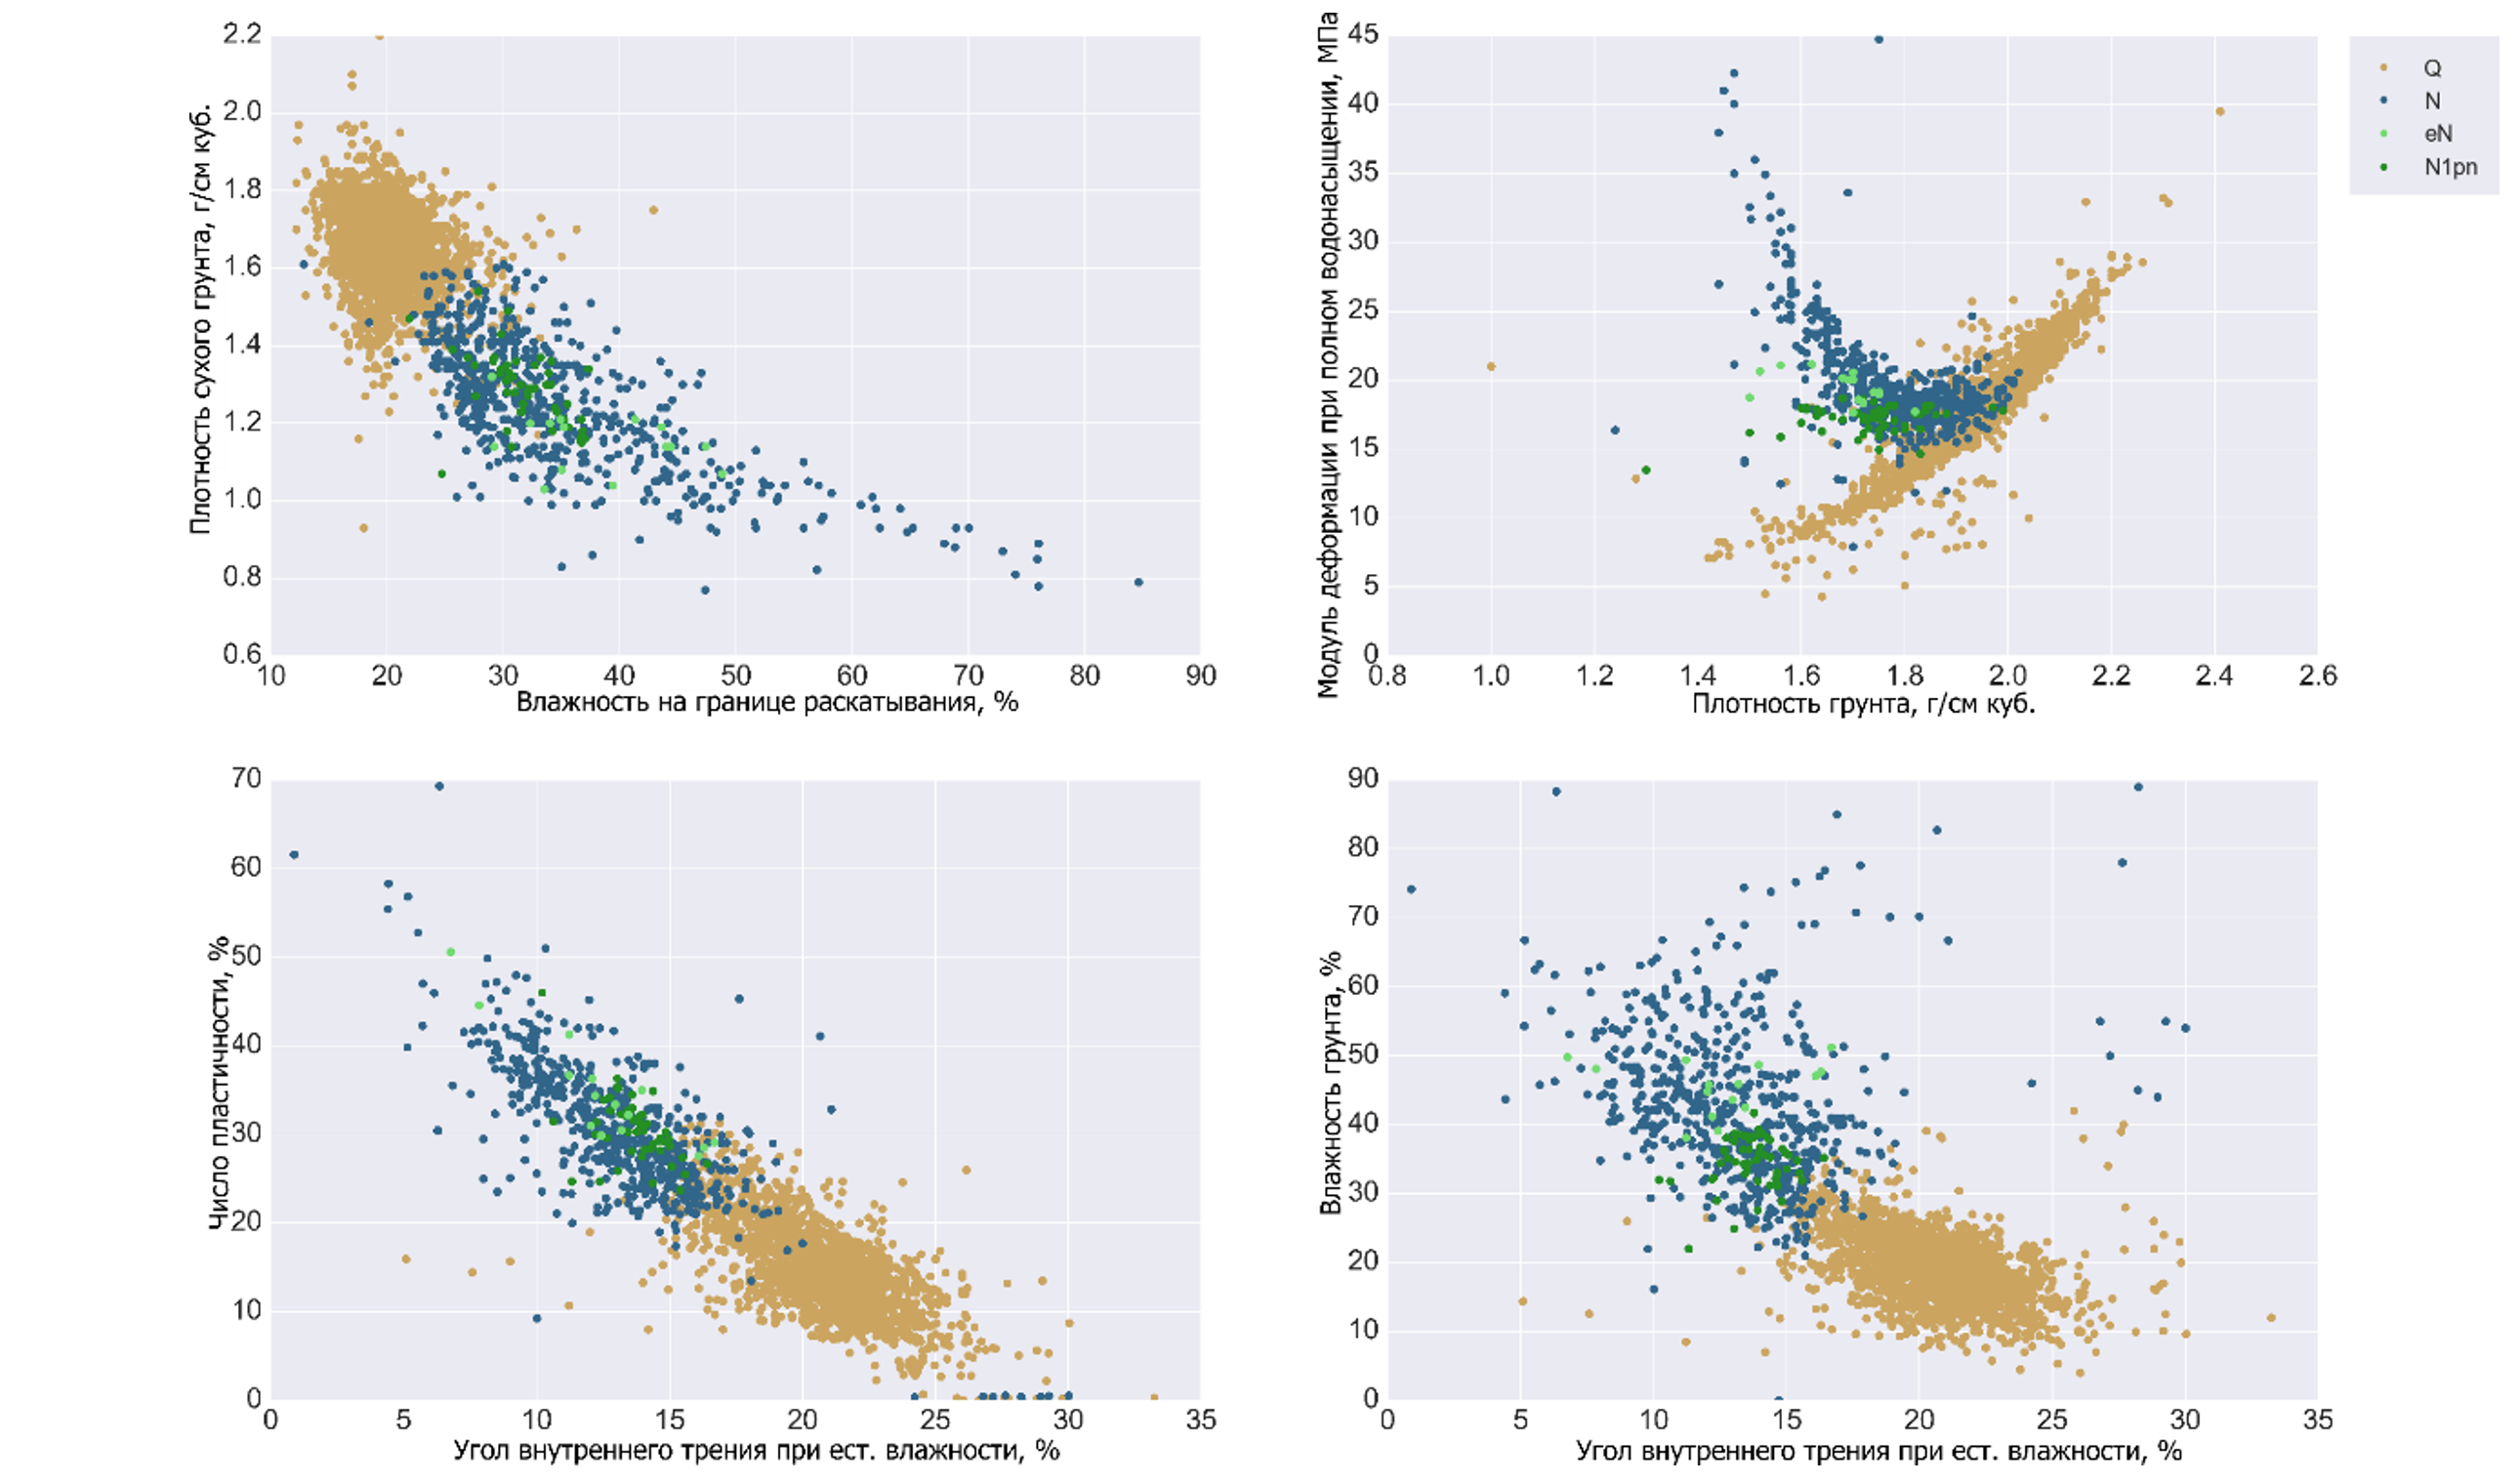 2.2
2.0
1.8
1.6
1.4
1.2
1.0
0.8
0.6
10 20 30 40 50 60 70 80 90
Плотность сухого грунта, г/см куб.
Влажность на границе раскатывания, %
45
40
35
30
25
20
15
10
5
0
0.8 1.0 1.2 1.4 1.6 1.8 2.0 2.2 2.4 2.6
Модуль деформации при полном водонасыщении, МПа
Плотность грунта, г/см куб.
Q
N
eN
N1pn
70
60
50
40
30
20
10
0
0 5 10 15 20 25 30 35
Число пластичности, %
Угол внутреннего трения при ест. влажности, %
90
80
70
60
50
40
30
20
10
0
0 5 10 15 20 25 30 35
Влажность грунта, %
Угол внутреннего трения при ест. влажности, %